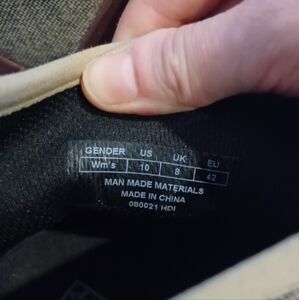 GENDER US UK EU
Wm's 10 8 42
MAN MADE MATERIALS
MADE IN CHINA
080021 HDI